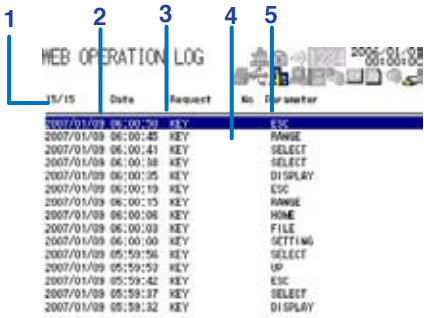 1 2 3 4 5
WEB OPERATION LOG
15/15 Date Request No Parameter
2007/01/09 06:00:50 KEY ESC
2007/01/09 06:00:45 KEY RANGE
2007/01/09 06:00:41 KEY SELECT
2007/01/09 06:00:38 KEY SELECT
2007/01/09 06:00:35 KEY DISPLAY
2007/01/09 06:00:19 KEY ESC
2007/01/09 06:00:15 KEY RANGE
2007/01/09 06:00:06 KEY HOME
2007/01/09 06:00:03 KEY FILE
2007/01/09 06:00:00 KEY SETTING
2007/01/09 05:59:56 KEY SELECT
2007/01/09 05:59:53 KEY UP
2007/01/09 05:59:42 KEY ESC
2007/01/09 05:59:37 KEY SELECT
2007/01/09 05:59:32 KEY DISPLAY